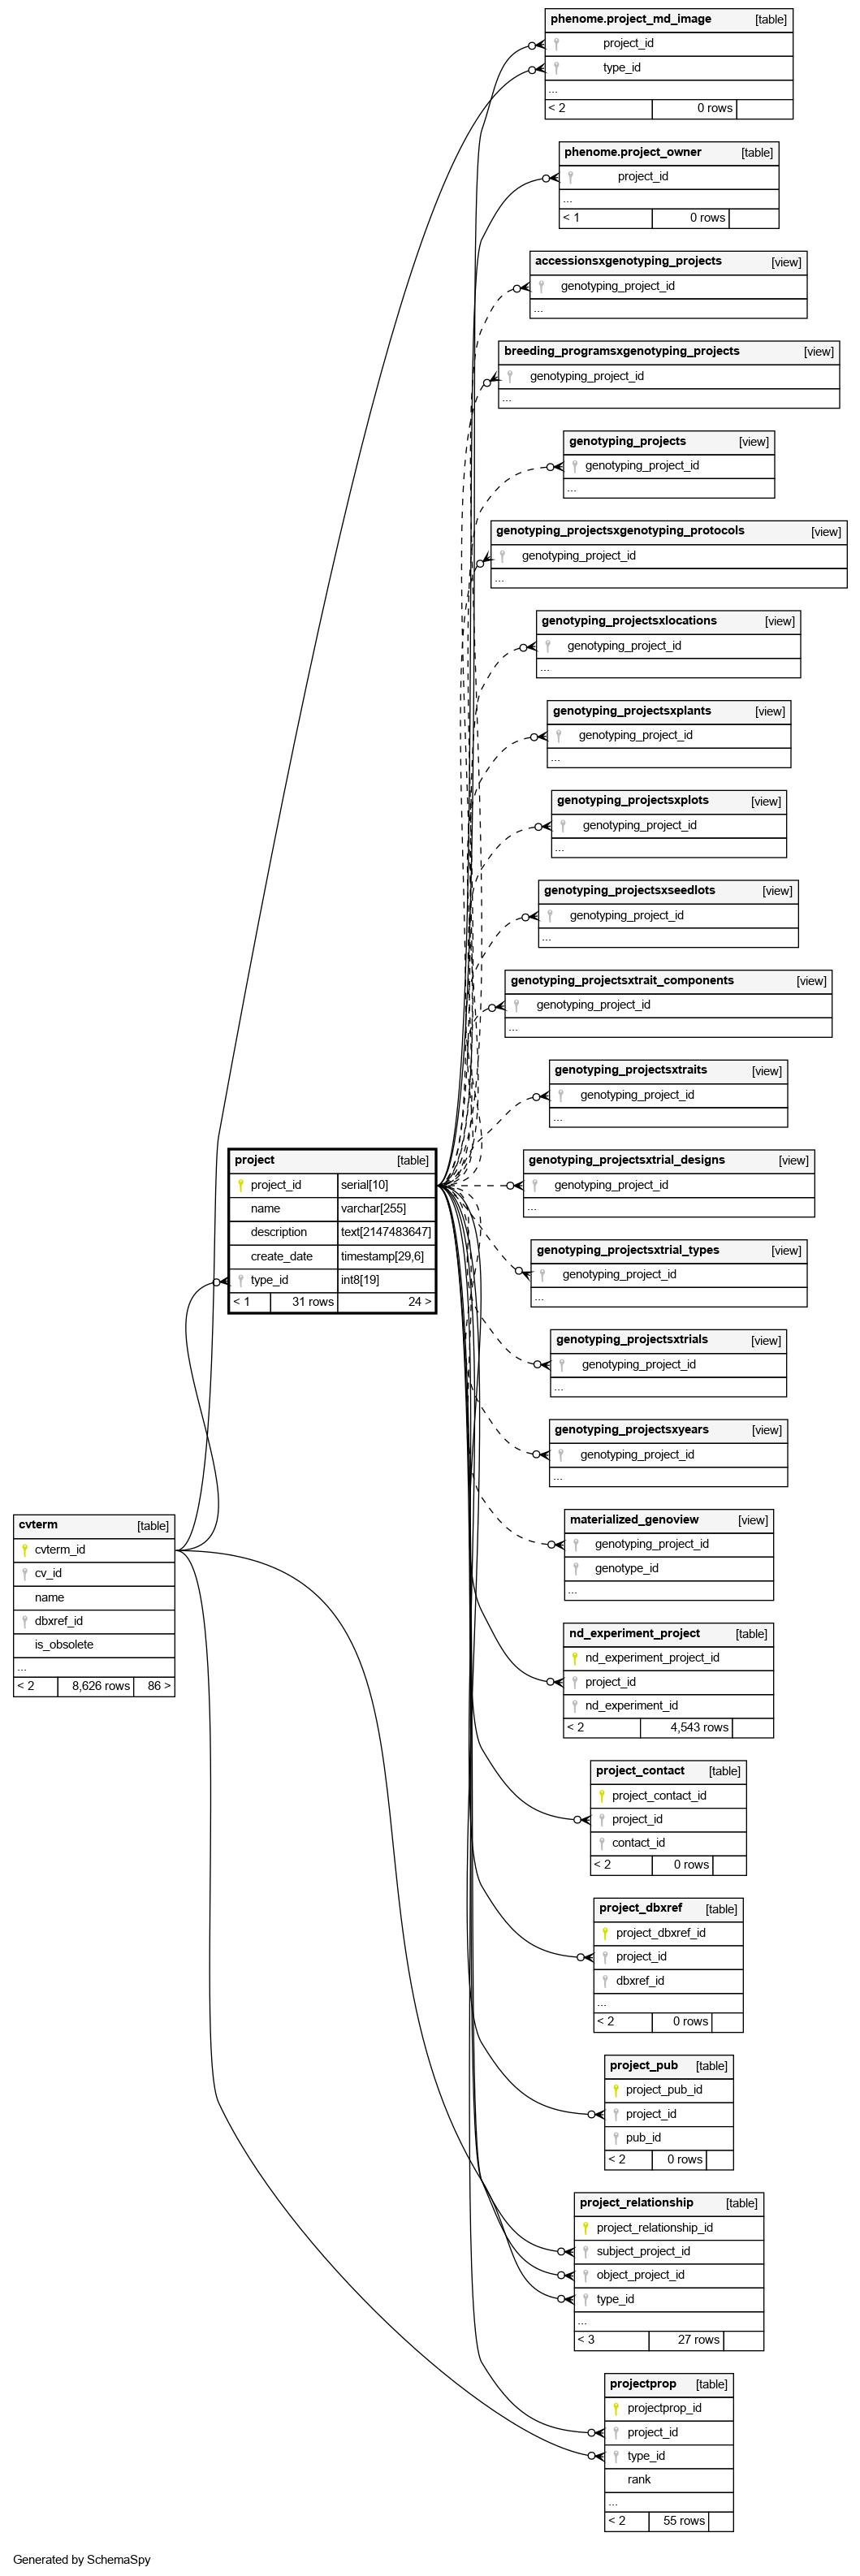 phenome.project_md_image [table]
project_id
type_id
...
< 2 0 rows
phenome.project_owner [table]
project_id
...
< 1 0 rows
accessionsxgenotyping_projects [view]
genotyping_project_id
...
breeding_programsxgenotyping_projects [view]
genotyping_project_id
...
genotyping_projects [view]
genotyping_project_id
...
genotyping_projectsxgenotyping_protocols [view]
genotyping_project_id
...
genotyping_projectsxlocations [view]
genotyping_project_id
...
genotyping_projectsxplants [view]
genotyping_project_id
...
genotyping_projectsxplots [view]
genotyping_project_id
...
genotyping_projectsxseedlots [view]
genotyping_project_id
...
genotyping_projectsxtrait_components [view]
genotyping_project_id
...
genotyping_projectsxtraits [view]
genotyping_project_id
...
project [table]
project_id serial[10]
name varchar[255]
description text[2147483647]
create_date timestamp[29,6]
type_id int8[19]
< 1 31 rows 24 >
genotyping_projectsxtrial_designs [view]
genotyping_project_id
...
genotyping_projectsxtrial_types [view]
genotyping_project_id
...
genotyping_projectsxtrials [view]
genotyping_project_id
...
genotyping_projectsxyears [view]
genotyping_project_id
...
cvterm [table]
cvterm_id
cv_id
name
dbxref_id
is_obsolete
...
< 2 8,626 rows 86 >
materialized_genoview [view]
genotyping_project_id
genotype_id
...
nd_experiment_project [table]
nd_experiment_project_id
project_id
nd_experiment_id
< 2 4,543 rows
project_contact [table]
project_contact_id
project_id
contact_id
< 2 0 rows
project_dbxref [table]
project_dbxref_id
project_id
dbxref_id
...
< 2 0 rows
project_pub [table]
project_pub_id
project_id
pub_id
< 2 0 rows
project_relationship [table]
project_relationship_id
subject_project_id
object_project_id
type_id
...
< 3 27 rows
projectprop [table]
projectprop_id
project_id
type_id
rank
...
< 2 55 rows
Generated by SchemaSpy